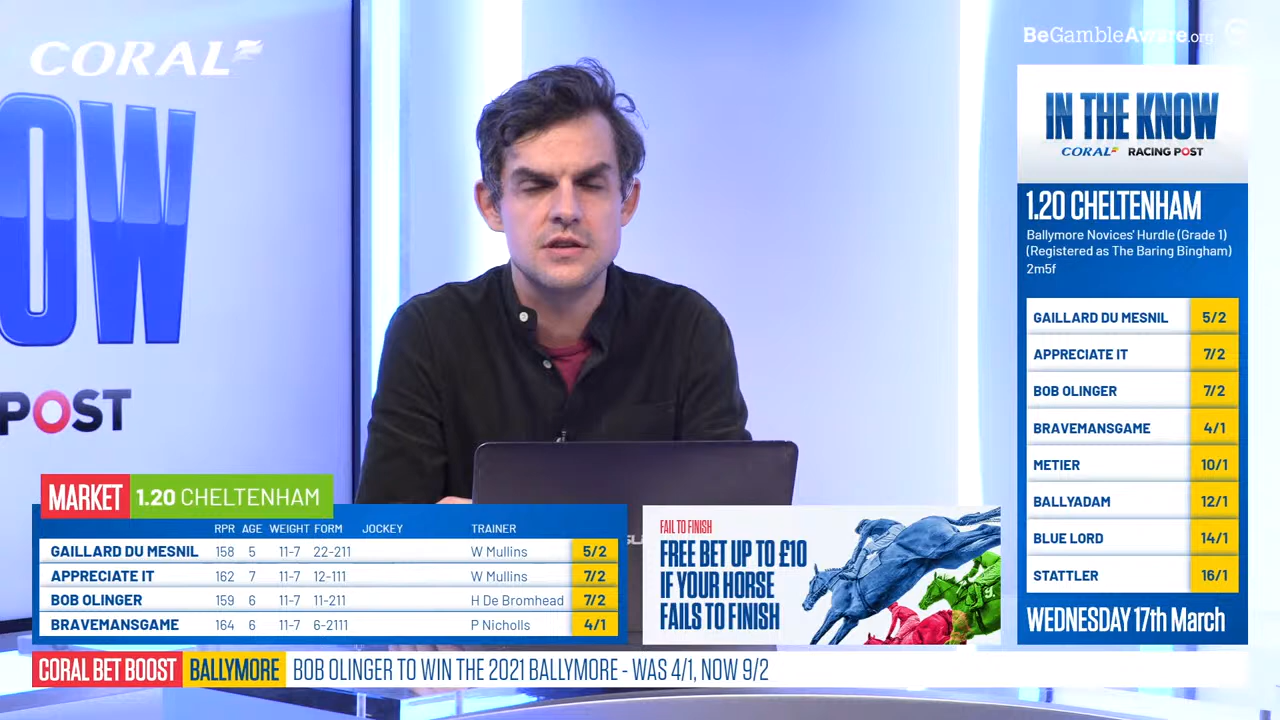 CORAL
BeGambleAware.org
OW
POST
IN THE KNOW
CORAL RACING POST
1.20 CHELTENHAM
Ballymore Novices' Hurdle (Grade 1)
(Registered as The Baring Bingham)
2m5f
GAILLARD DU MESNIL 5/2
APPRECIATE IT 7/2
BOB OLINGER 7/2
BRAVEMANSGAME 4/1
METIER 10/1
BALLYADAM 12/1
BLUE LORD 14/1
STATTLER 16/1
WEDNESDAY 17th March
MARKET 1.20 CHELTENHAM
RPR AGE WEIGHT FORM JOCKEY TRAINER
GAILLARD DU MESNIL 158 5 11-7 22-211 W Mullins 5/2
APPRECIATE IT 162 7 11-7 12-111 W Mullins 7/2
BOB OLINGER 159 6 11-7 11-211 H De Bromhead 7/2
BRAVEMANSGAME 164 6 11-7 6-2111 P Nicholls 4/1
FAIL TO FINISH
FREE BET UP TO £10
IF YOUR HORSE
FAILS TO FINISH
CORAL BET BOOST BALLYMORE BOB OLINGER TO WIN THE 2021 BALLYMORE - WAS 4/1, NOW 9/2